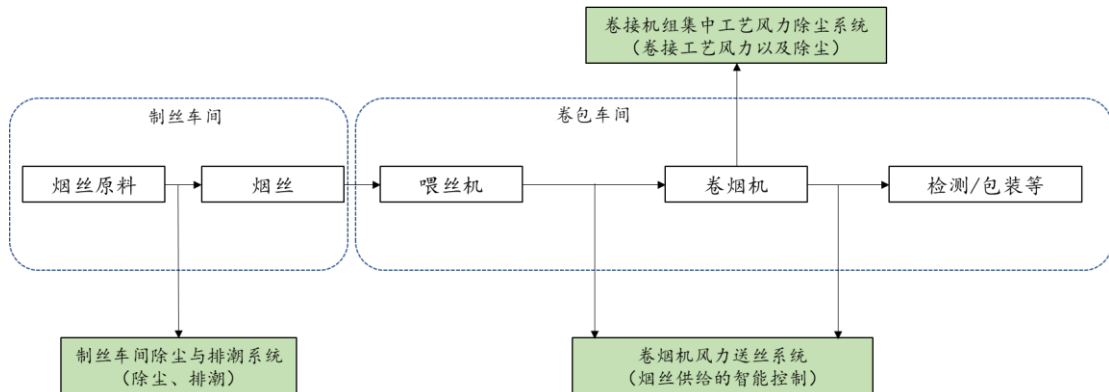 卷接机组集中工艺风力除尘系统
（卷接工艺风力以及除尘）
制丝车间
卷包车间
烟丝原料
烟丝
喂丝机
卷烟机
检测/包装等
制丝车间除尘与排潮系统
（除尘、排潮）
卷烟机风力送丝系统
（烟丝供给的智能控制）